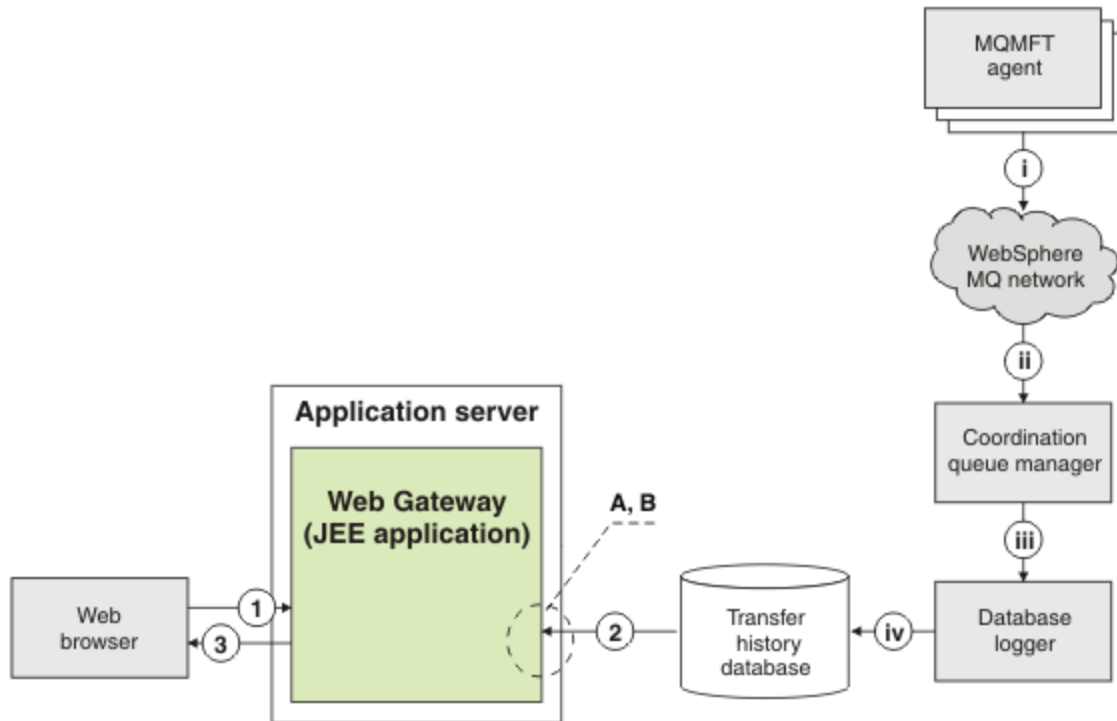 MQMFT
agent
i
WebSphere
MQ network
ii
Application server
Coordination
queue manager
Web Gateway
(JEE application)
A, B
iii
Web
browser
1
3
2
Transfer
history
database
iv
Database
logger